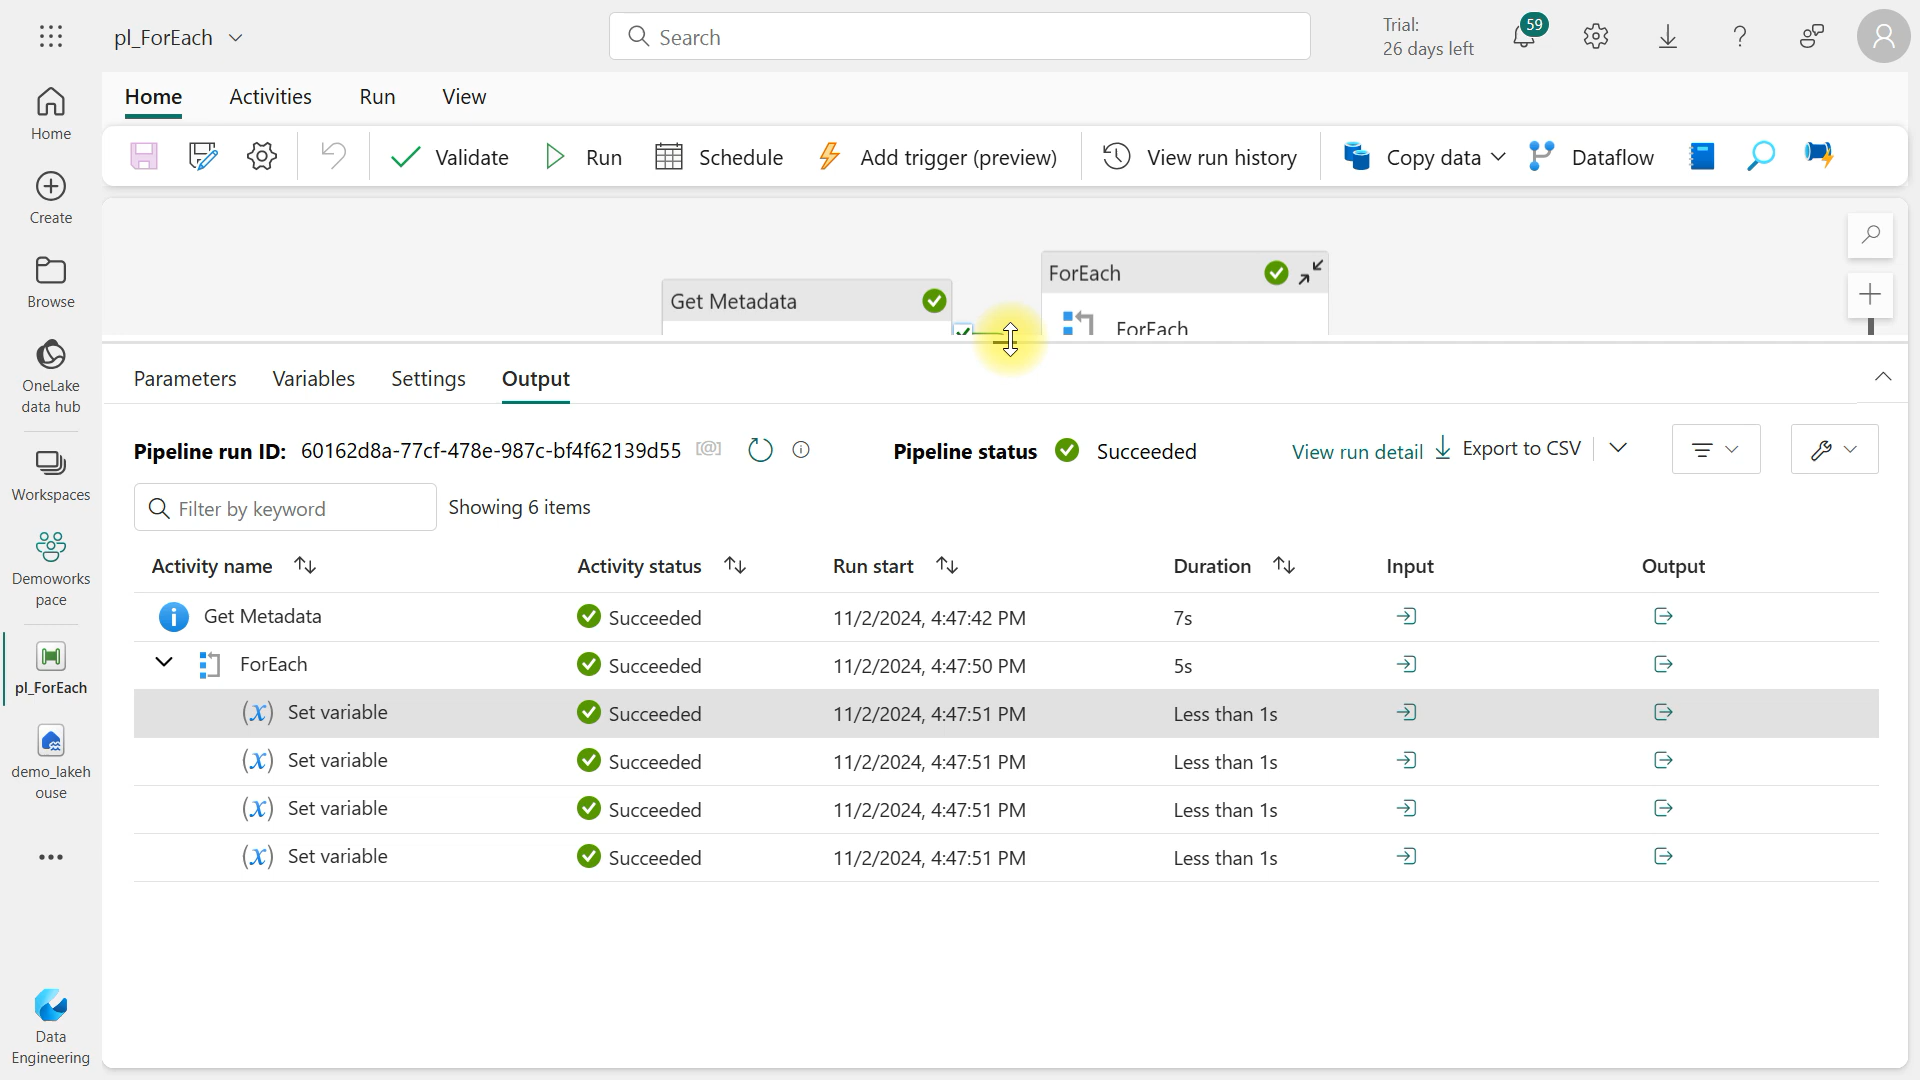 pl_ForEach
Search
Trial:
26 days left
59
Home
Activities
Run
View
Validate
Run
Schedule
Add trigger (preview)
View run history
Copy data
Dataflow
Home
Create
Browse
OneLake
data hub
Workspaces
Demoworks
pace
pl_ForEach
demo_lakeh
ouse
Data
Engineering
Get Metadata
ForEach
ForEach
Parameters
Variables
Settings
Output
Pipeline run ID: 60162d8a-77cf-478e-987c-bf4f62139d55
Pipeline status Succeeded
View run detail
Export to CSV
Filter by keyword
Showing 6 items
Activity name Activity status Run start Duration Input Output
Get Metadata Succeeded 11/2/2024, 4:47:42 PM 7s
ForEach Succeeded 11/2/2024, 4:47:50 PM 5s
(x) Set variable Succeeded 11/2/2024, 4:47:51 PM Less than 1s
(x) Set variable Succeeded 11/2/2024, 4:47:51 PM Less than 1s
(x) Set variable Succeeded 11/2/2024, 4:47:51 PM Less than 1s
(x) Set variable Succeeded 11/2/2024, 4:47:51 PM Less than 1s